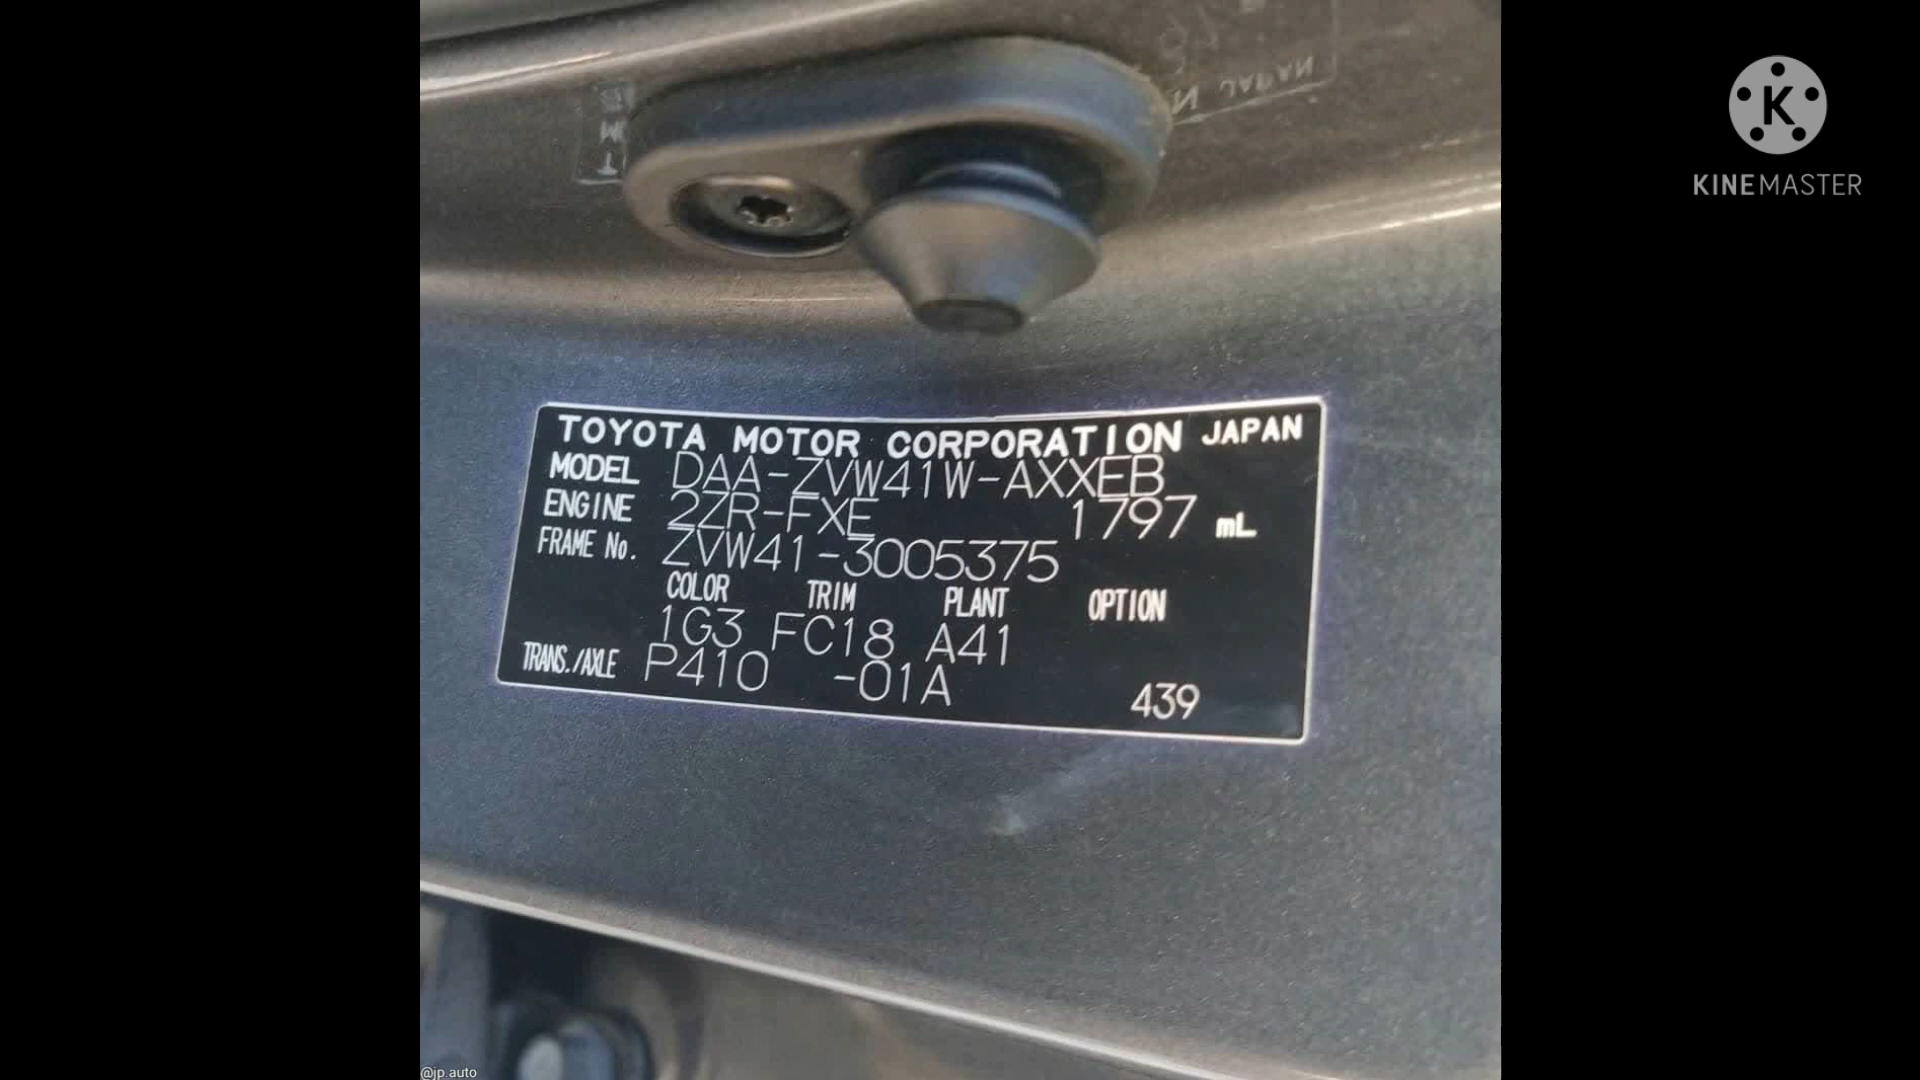 KINEMASTER
TOYOTA MOTOR CORPORATION JAPAN
MODEL DAA-ZVW41W-AXXEB
ENGINE 2ZR-FXE 1797 mL
FRAME No. ZVW41-3005375
COLOR TRIM PLANT OPTION
1G3 FC18 A41
TRANS./AXLE P410 -01A
439
@jp.auto